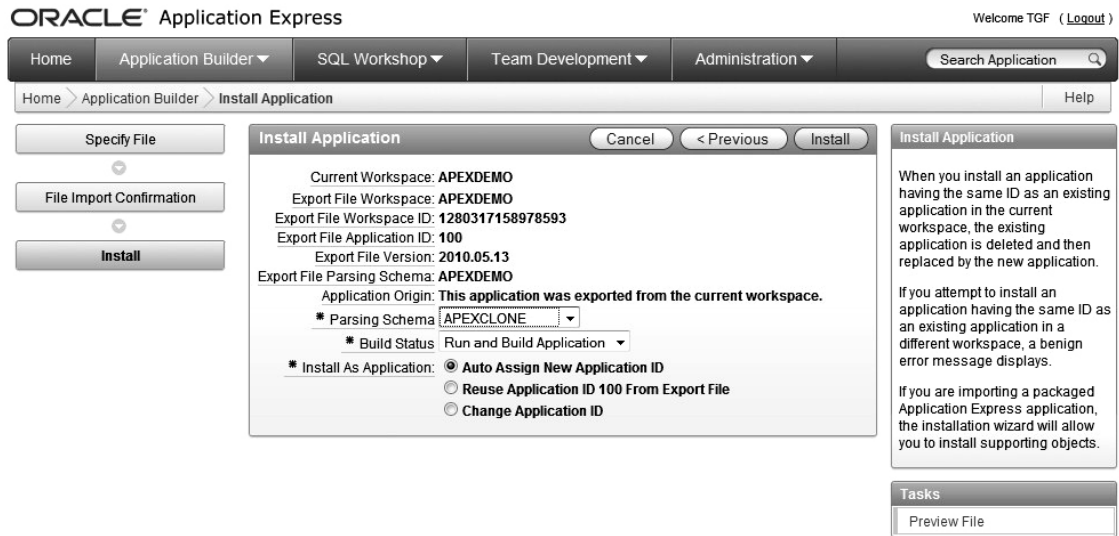 ORACLE® Application Express
Welcome TGF ( Logout )
Home
Application Builder
SQL Workshop
Team Development
Administration
Search Application
Home
Application Builder
Install Application
Help
Specify File
File Import Confirmation
Install
Install Application
Cancel
< Previous
Install
Current Workspace: APEXDEMO
Export File Workspace: APEXDEMO
Export File Workspace ID: 1280317158978593
Export File Application ID: 100
Export File Version: 2010.05.13
Export File Parsing Schema: APEXDEMO
Application Origin: This application was exported from the current workspace.
* Parsing Schema APEXCLONE
* Build Status Run and Build Application
* Install As Application: Auto Assign New Application ID
Reuse Application ID 100 From Export File
Change Application ID
Install Application
When you install an application
having the same ID as an existing
application in the current
workspace, the existing
application is deleted and then
replaced by the new application.
If you attempt to install an
application having the same ID as
an existing application in a
different workspace, a benign
error message displays.
If you are importing a packaged
Application Express application,
the installation wizard will allow
you to install supporting objects.
Tasks
Preview File